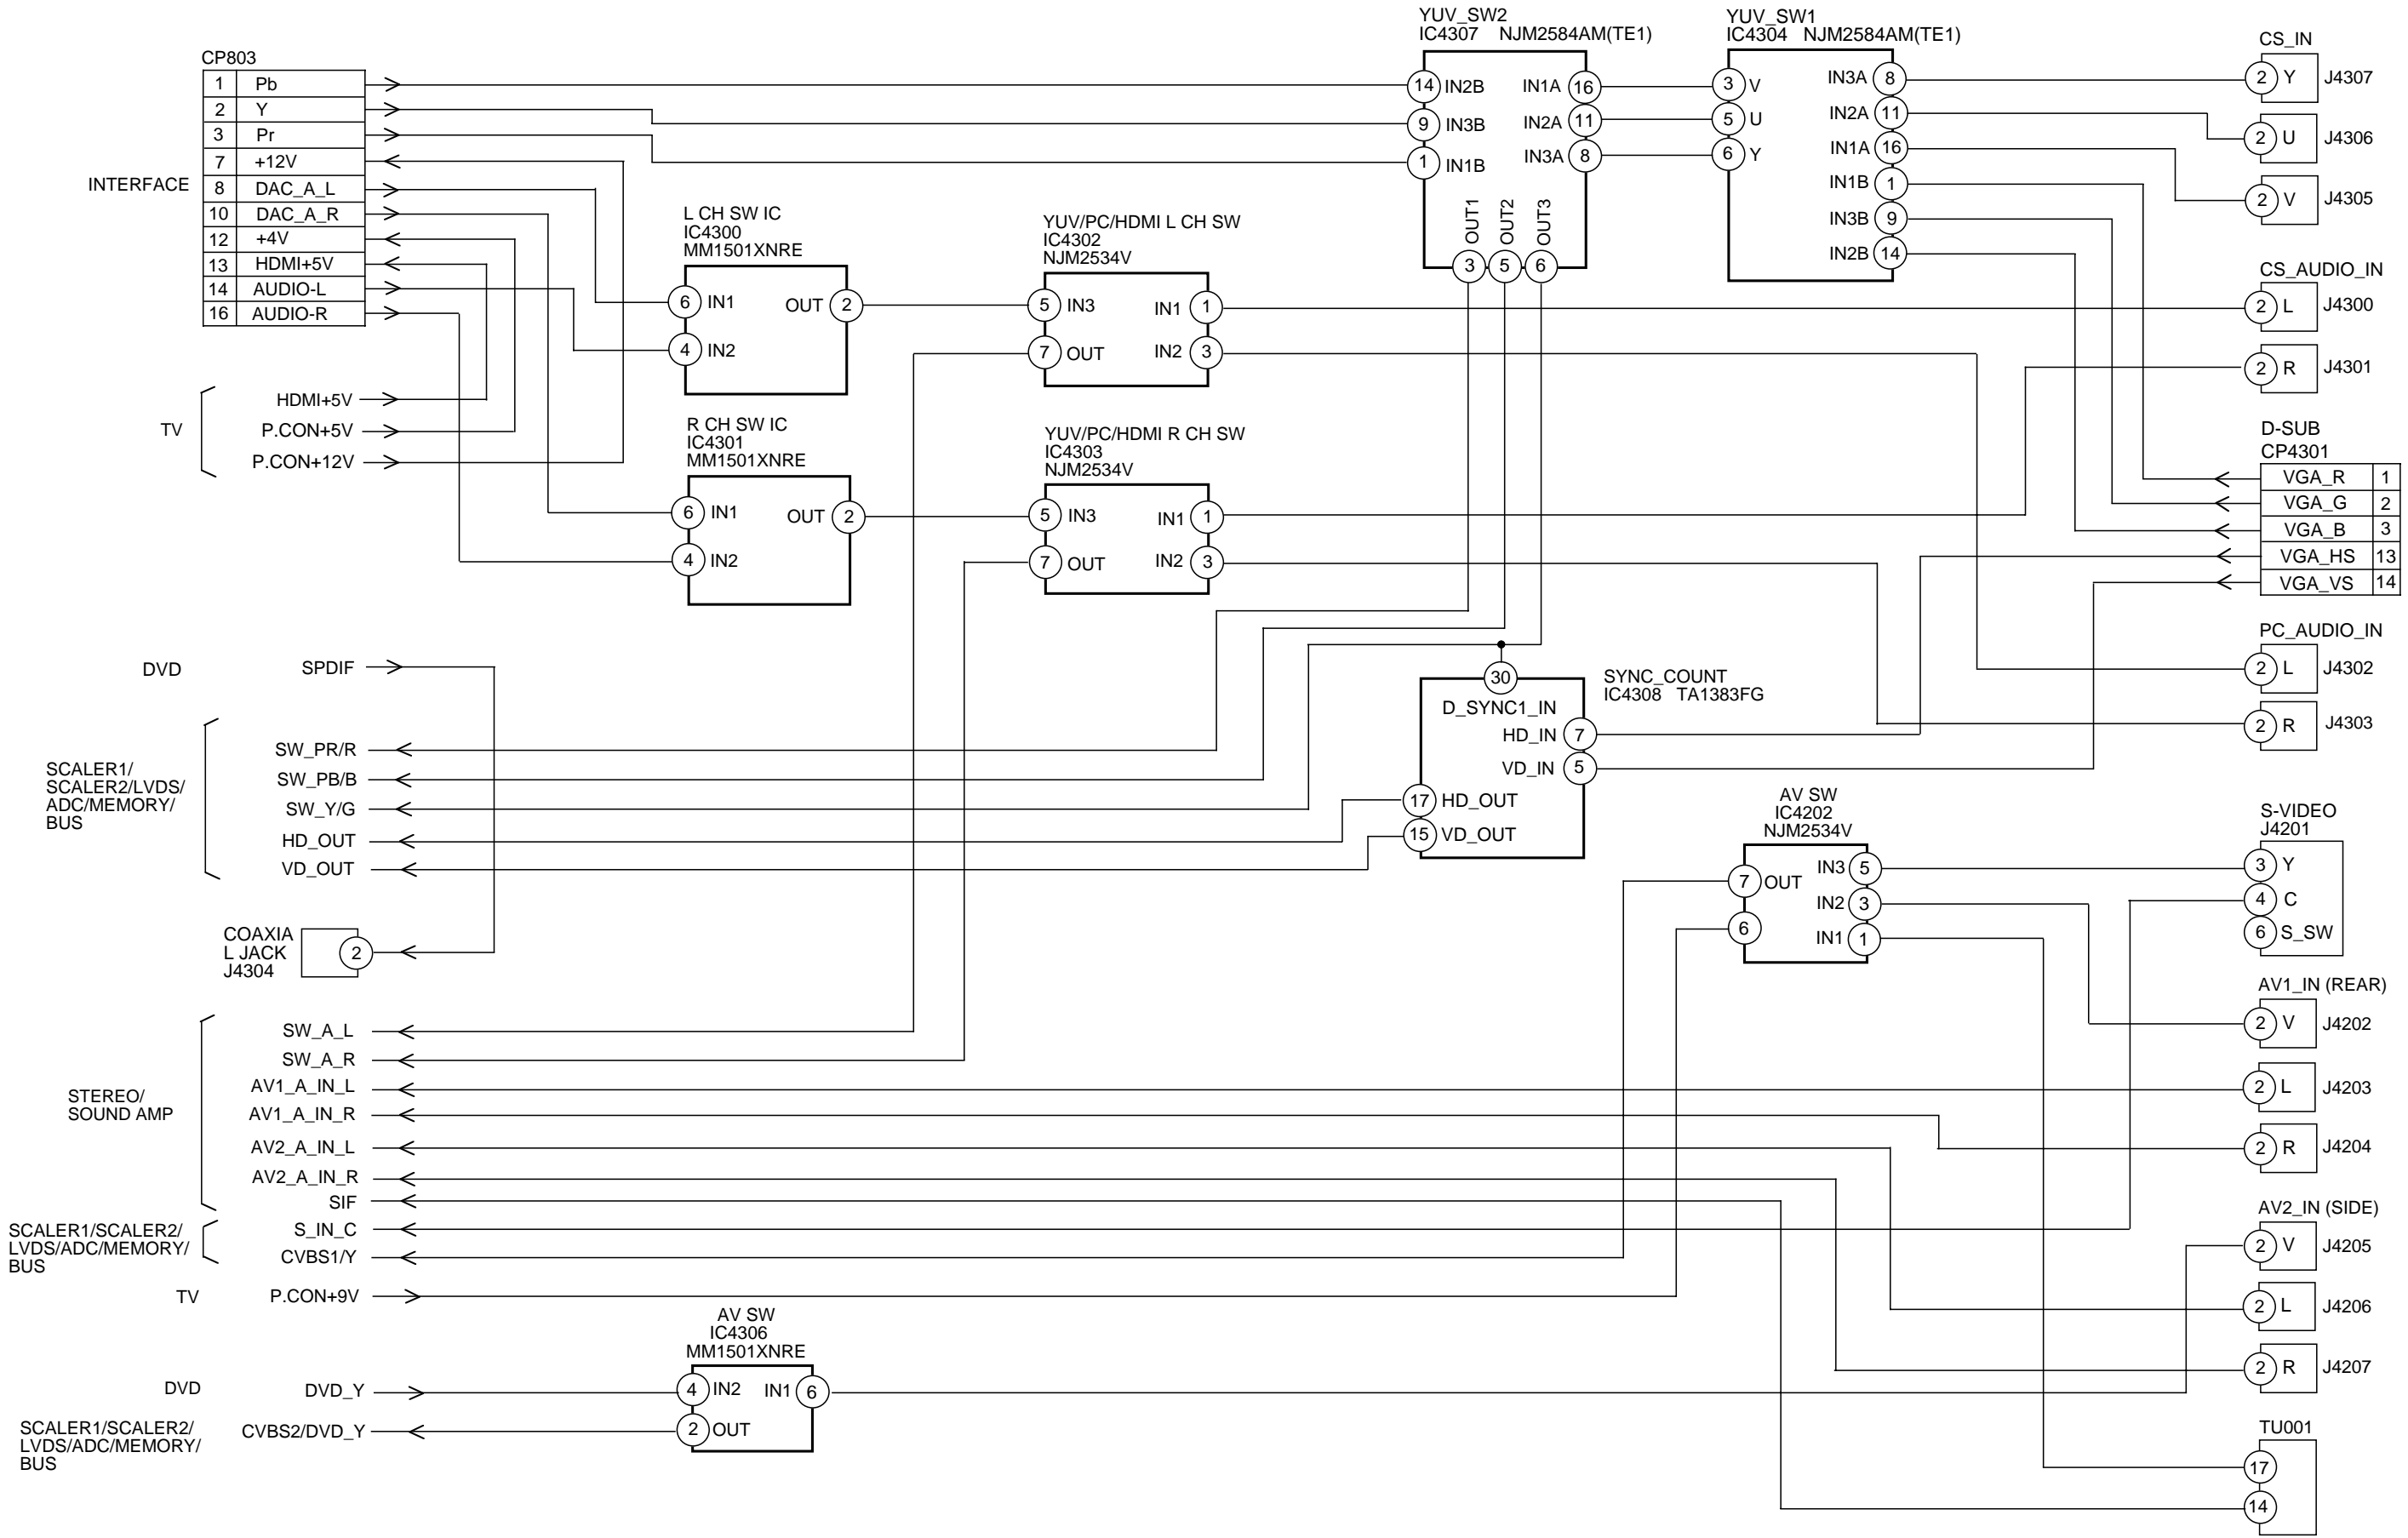 YUV_SW2
IC4307 NJM2584AM(TE1)
14 IN2B
9 IN3B
1 IN1B
IN1A 16
IN2A 11
IN3A 8
OUT1
OUT2
OUT3
3
5
6
YUV_SW1
IC4304 NJM2584AM(TE1)
3 V
5 U
6 Y
IN3A 8
IN2A 11
IN1A 16
IN1B 1
IN3B 9
IN2B 14
CS_IN
2 Y J4307
2 U J4306
2 V J4305
CP803
INTERFACE
1 Pb
2 Y
3 Pr
7 +12V
8 DAC_A_L
10 DAC_A_R
12 +4V
13 HDMI+5V
14 AUDIO-L
16 AUDIO-R
L CH SW IC
IC4300
MM1501XNRE
6 IN1
4 IN2
OUT 2
YUV/PC/HDMI L CH SW
IC4302
NJM2534V
5 IN3
7 OUT
IN1 1
IN2 3
CS_AUDIO_IN
2 L J4300
2 R J4301
TV
HDMI+5V
P.CON+5V
P.CON+12V
R CH SW IC
IC4301
MM1501XNRE
6 IN1
4 IN2
OUT 2
YUV/PC/HDMI R CH SW
IC4303
NJM2534V
5 IN3
7 OUT
IN1 1
IN2 3
D-SUB
CP4301
VGA_R 1
VGA_G 2
VGA_B 3
VGA_HS 13
VGA_VS 14
PC_AUDIO_IN
2 L J4302
2 R J4303
DVD
SPDIF
SYNC_COUNT
IC4308 TA1383FG
30
D_SYNC1_IN
HD_IN 7
VD_IN 5
17 HD_OUT
15 VD_OUT
SCALER1/
SCALER2/LVDS/
ADC/MEMORY/
BUS
SW_PR/R
SW_PB/B
SW_Y/G
HD_OUT
VD_OUT
AV SW
IC4202
NJM2534V
7 OUT
6
IN3 5
IN2 3
IN1 1
S-VIDEO
J4201
3 Y
4 C
6 S_SW
COAXIA
L JACK
J4304
2
AV1_IN (REAR)
2 V J4202
2 L J4203
2 R J4204
STEREO/
SOUND AMP
SW_A_L
SW_A_R
AV1_A_IN_L
AV1_A_IN_R
AV2_A_IN_L
AV2_A_IN_R
SIF
AV2_IN (SIDE)
2 V J4205
2 L J4206
2 R J4207
SCALER1/SCALER2/
LVDS/ADC/MEMORY/
BUS
S_IN_C
CVBS1/Y
TV
P.CON+9V
AV SW
IC4306
MM1501XNRE
4 IN2
2 OUT
IN1 6
DVD
DVD_Y
SCALER1/SCALER2/
LVDS/ADC/MEMORY/
BUS
CVBS2/DVD_Y
TU001
17
14